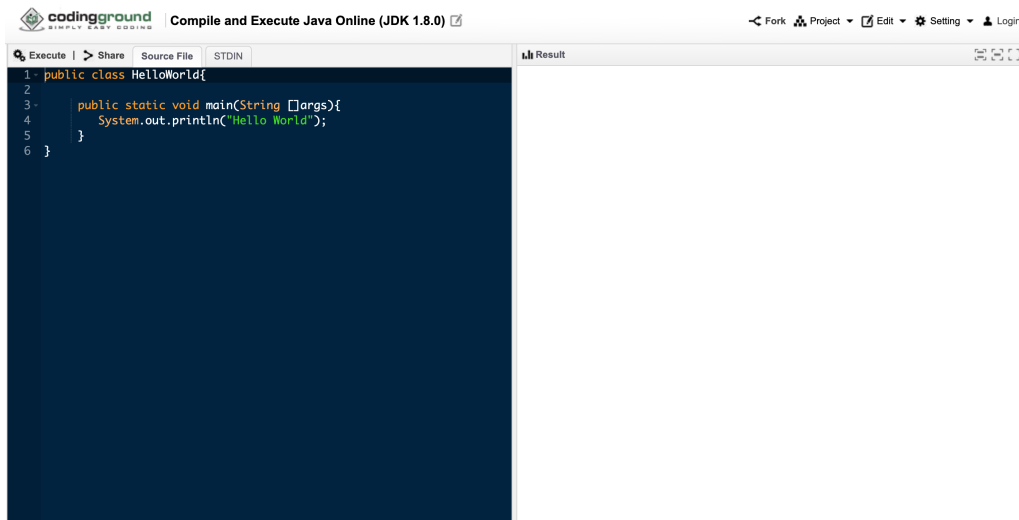 codingground
SIMPLY EASY CODING
Compile and Execute Java Online (JDK 1.8.0)
Fork Project Edit Setting Login
Execute | Share Source File STDIN
Result
1 public class HelloWorld{
2
3 public static void main(String []args){
4 System.out.println("Hello World");
5 }
6 }